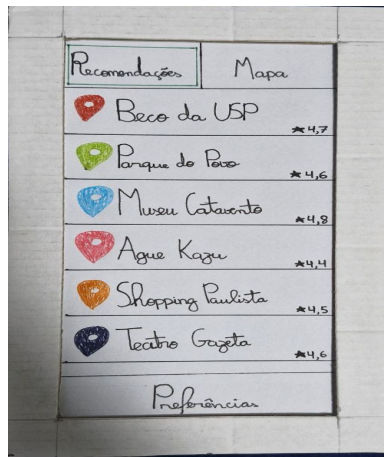 Recomendações Mapa
Beco da USP
★4,7
Parque do Povo
★4,6
Museu Catavento
★4,8
Ague Kazu
★4,4
Shopping Paulista
★4,5
Teatro Gazeta
★4,6
Preferências